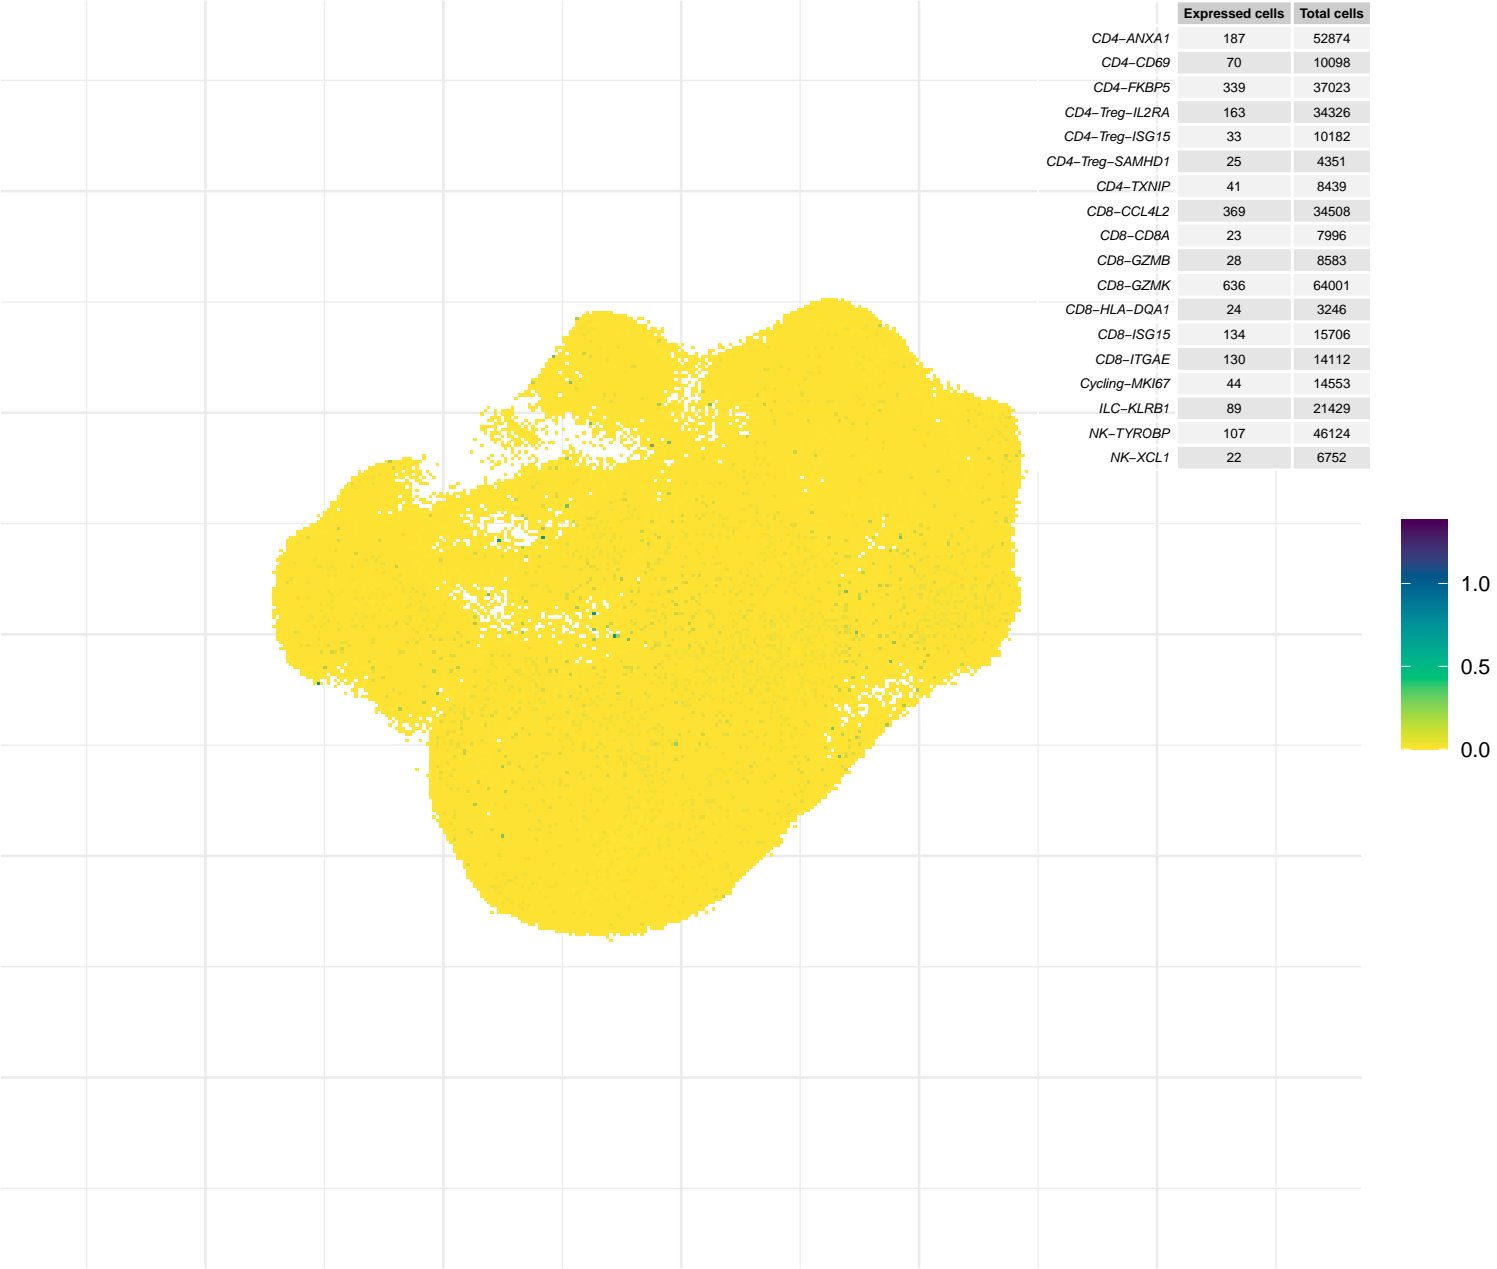 Expressed cells Total cells
CD4−ANXA1 187 52874
CD4−CD69 70 10098
CD4−FKBP5 339 37023
CD4−Treg−IL2RA 163 34326
CD4−Treg−ISG15 33 10182
CD4−Treg−SAMHD1 25 4351
CD4−TXNIP 41 8439
CD8−CCL4L2 369 34508
CD8−CD8A 23 7996
CD8−GZMB 28 8583
CD8−GZMK 636 64001
CD8−HLA−DQA1 24 3246
CD8−ISG15 134 15706
CD8−ITGAE 130 14112
Cycling−MKI67 44 14553
ILC−KLRB1 89 21429
NK−TYROBP 107 46124
NK−XCL1 22 6752
1.0
0.5
0.0